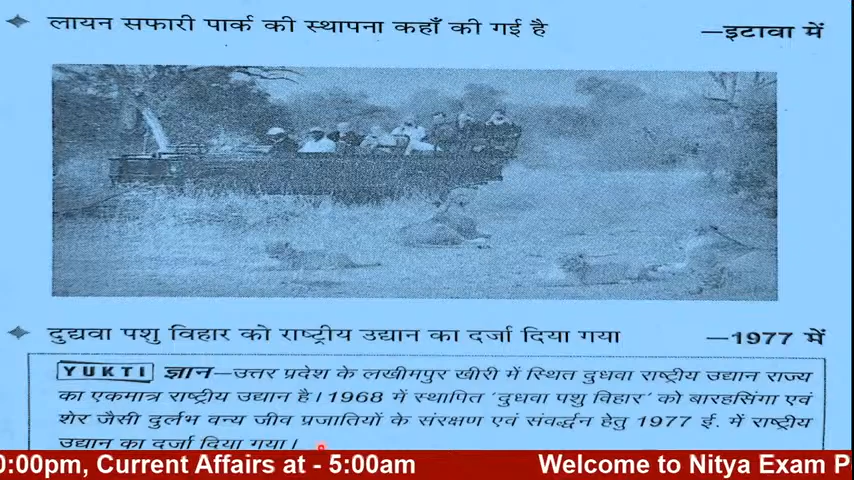 लायन सफारी पार्क की स्थापना कहाँ की गई है —इटावा में
दुद्यवा पशु विहार को राष्ट्रीय उद्यान का दर्जा दिया गया —1977 में
YUKTI ज्ञान—उत्तर प्रदेश के लखीमपुर खीरी में स्थित दुधवा राष्ट्रीय उद्यान राज्य
का एकमात्र राष्ट्रीय उद्यान है। 1968 में स्थापित 'दुधवा पशु विहार' को बारहसिंगा एवं
शेर जैसी दुर्लभ वन्य जीव प्रजातियों के संरक्षण एवं संवर्द्धन हेतु 1977 ई. में राष्ट्रीय
उद्यान का दर्जा दिया गया।
0:00pm, Current Affairs at - 5:00am Welcome to Nitya Exam P